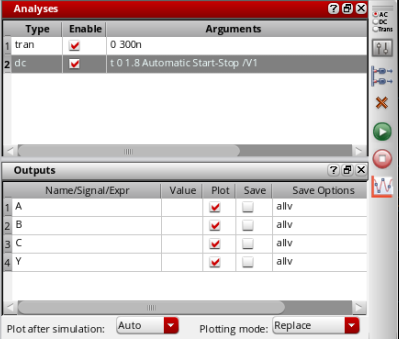 Analyses
AC
DC
Trans
Type Enable Arguments
1 tran 0 300n
2 dc t 0 1.8 Automatic Start-Stop /V1
Outputs
Name/Signal/Expr Value Plot Save Save Options
1 A allv
2 B allv
3 C allv
4 Y allv
Plot after simulation: Auto Plotting mode: Replace